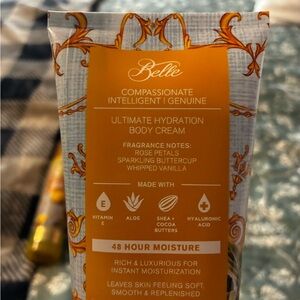 Belle
COMPASSIONATE
INTELLIGENT | GENUINE
ULTIMATE HYDRATION
BODY CREAM
FRAGRANCE NOTES:
ROSE PETALS
SPARKLING BUTTERCUP
WHIPPED VANILLA
MADE WITH
E
VITAMIN
E
ALOE
SHEA +
COCOA
BUTTERS
HYALURONIC
ACID
48 HOUR MOISTURE
RICH & LUXURIOUS FOR
INSTANT MOISTURIZATION
LEAVES SKIN FEELING SOFT,
SMOOTH & REPLENISHED